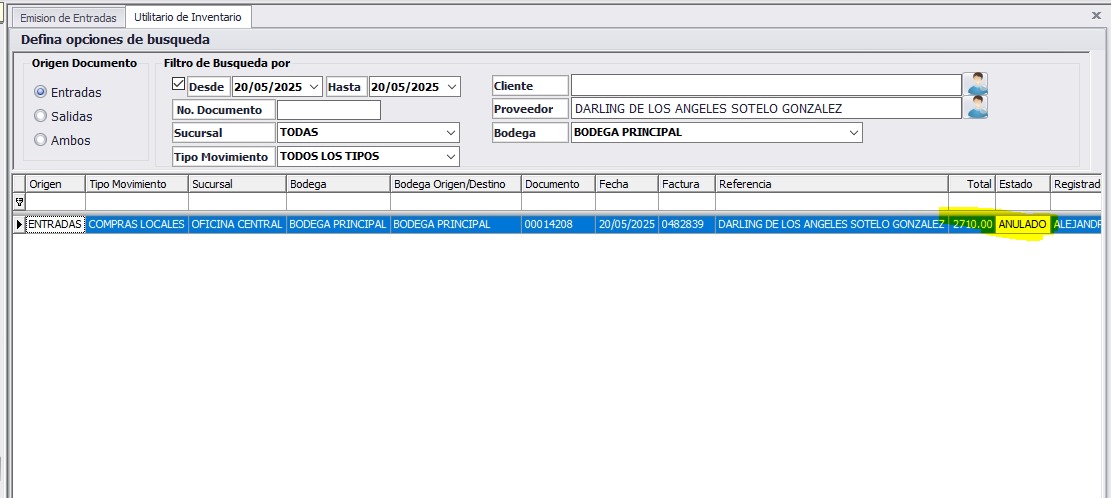 Emision de Entradas Utilitario de Inventario
Defina opciones de busqueda
Origen Documento
Entradas
Salidas
Ambos
Filtro de Busqueda por
Desde 20/05/2025 Hasta 20/05/2025
No. Documento
Sucursal TODAS
Tipo Movimiento TODOS LOS TIPOS
Cliente
Proveedor DARLING DE LOS ANGELES SOTELO GONZALEZ
Bodega BODEGA PRINCIPAL
Origen Tipo Movimiento Sucursal Bodega Bodega Origen/Destino Documento Fecha Factura Referencia Total Estado Registrado
ENTRADAS COMPRAS LOCALES OFICINA CENTRAL BODEGA PRINCIPAL BODEGA PRINCIPAL 00014208 20/05/2025 0482839 DARLING DE LOS ANGELES SOTELO GONZALEZ 2710.00 ANULADO ALEJANDR